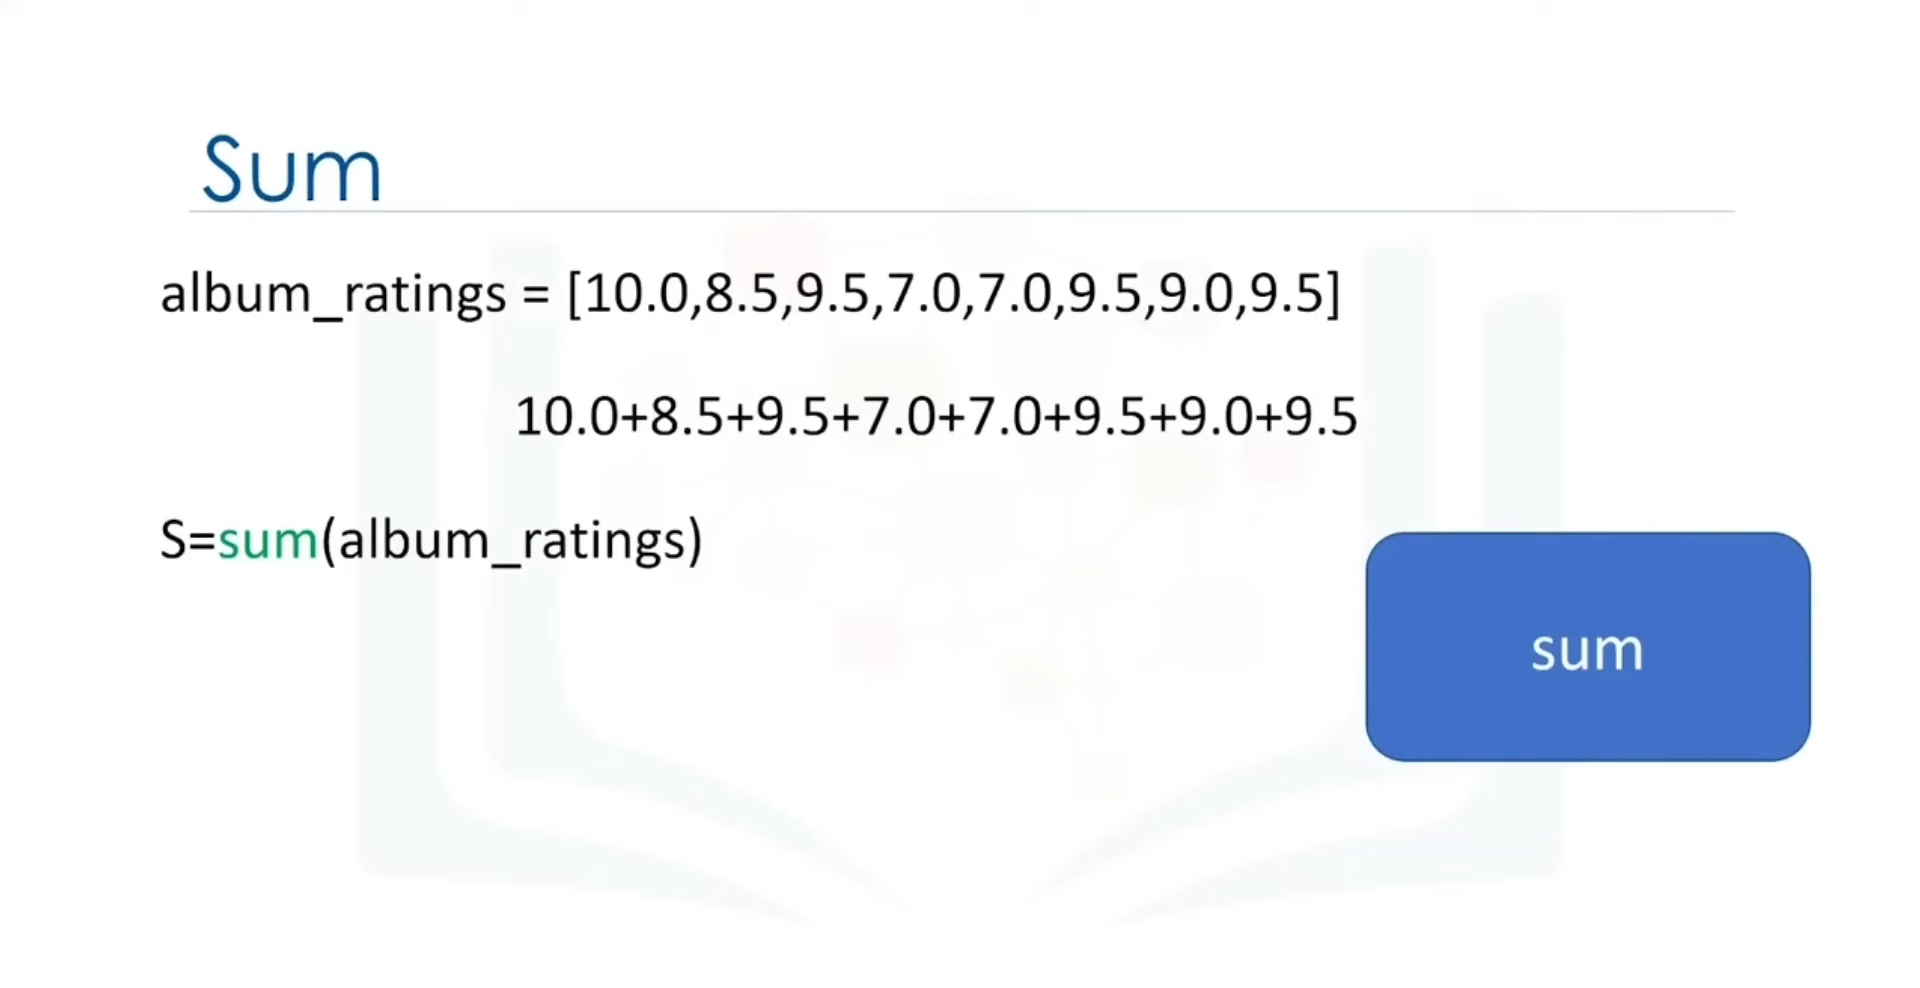 Sum
album_ratings = [10.0,8.5,9.5,7.0,7.0,9.5,9.0,9.5]
10.0+8.5+9.5+7.0+7.0+9.5+9.0+9.5
S=sum(album_ratings)
sum